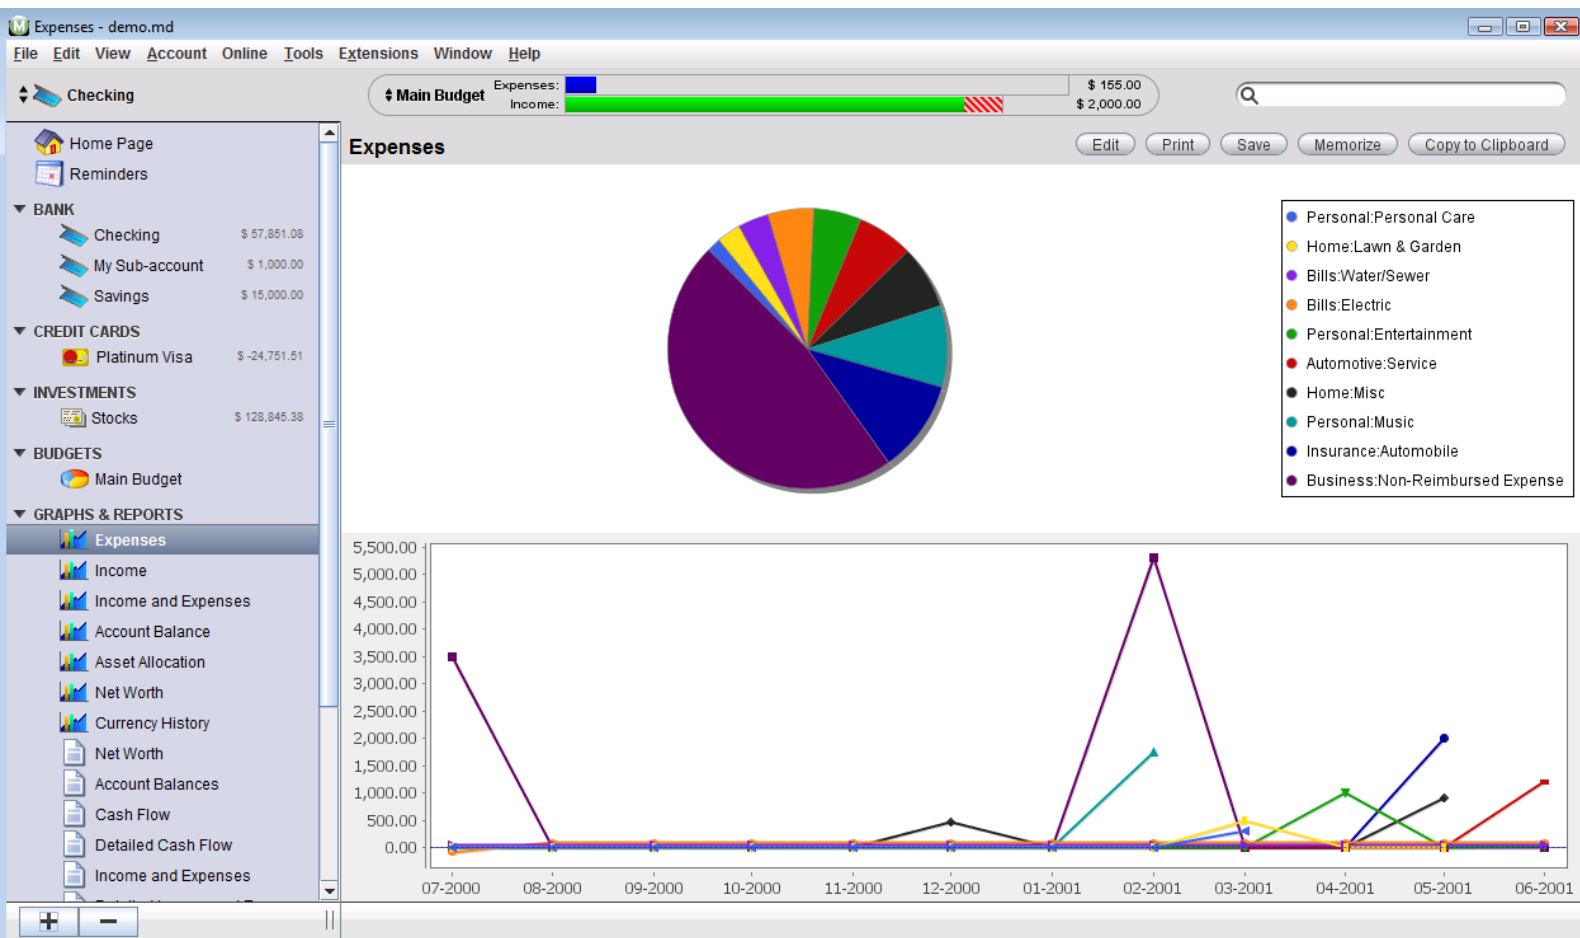 Expenses - demo.md
File Edit View Account Online Tools Extensions Window Help
Checking
Main Budget
Expenses: $ 155.00
Income: $ 2,000.00
Home Page
Reminders
BANK
Checking $ 57,851.08
My Sub-account $ 1,000.00
Savings $ 15,000.00
CREDIT CARDS
Platinum Visa $ -24,751.51
INVESTMENTS
Stocks $ 128,845.38
BUDGETS
Main Budget
GRAPHS & REPORTS
Expenses
Income
Income and Expenses
Account Balance
Asset Allocation
Net Worth
Currency History
Net Worth
Account Balances
Cash Flow
Detailed Cash Flow
Income and Expenses
Expenses
Edit Print Save Memorize Copy to Clipboard
Personal:Personal Care
Home:Lawn & Garden
Bills:Water/Sewer
Bills:Electric
Personal:Entertainment
Automotive:Service
Home:Misc
Personal:Music
Insurance:Automobile
Business:Non-Reimbursed Expense
5,500.00
5,000.00
4,500.00
4,000.00
3,500.00
3,000.00
2,500.00
2,000.00
1,500.00
1,000.00
500.00
0.00
07-2000 08-2000 09-2000 10-2000 11-2000 12-2000 01-2001 02-2001 03-2001 04-2001 05-2001 06-2001